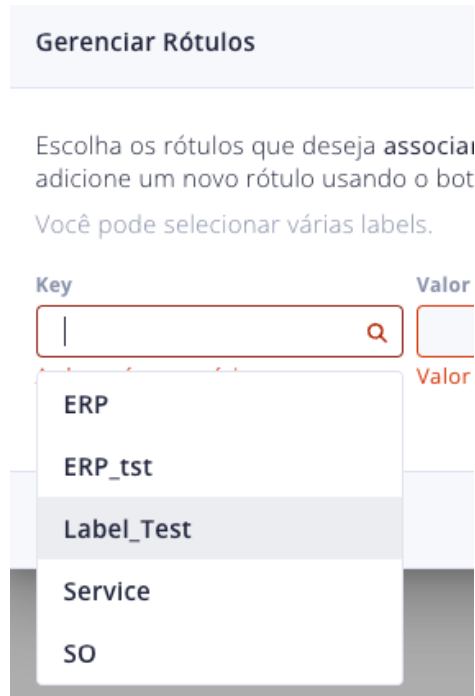 Gerenciar Rótulos
Escolha os rótulos que deseja associar
adicione um novo rótulo usando o bot
Você pode selecionar várias labels.
Key Valor
Valor
ERP
ERP_tst
Label_Test
Service
SO